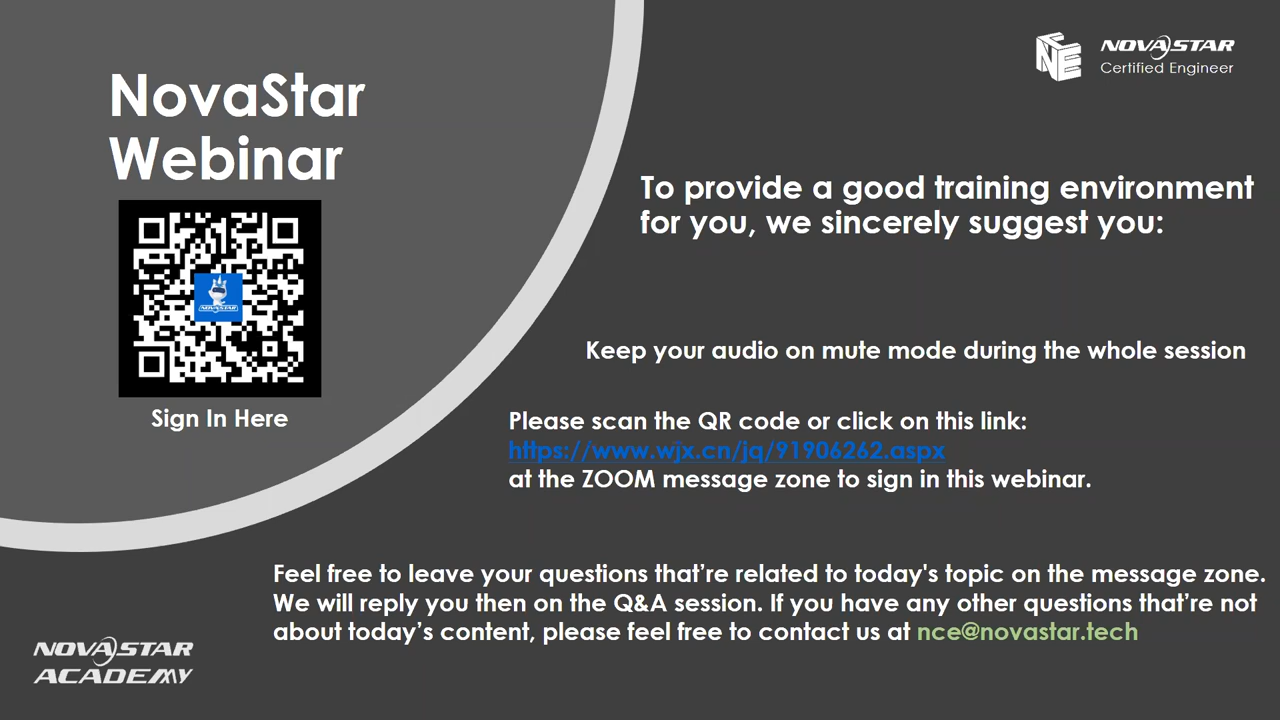 NovaStar
Webinar
NOVASTAR
Sign In Here
NE
NOVASTAR
Certified Engineer
To provide a good training environment
for you, we sincerely suggest you:
Keep your audio on mute mode during the whole session
Please scan the QR code or click on this link:
https://www.wjx.cn/jq/91906262.aspx
at the ZOOM message zone to sign in this webinar.
Feel free to leave your questions that’re related to today's topic on the message zone.
We will reply you then on the Q&A session. If you have any other questions that’re not
about today’s content, please feel free to contact us at nce@novastar.tech
NOVASTAR
ACADEMY